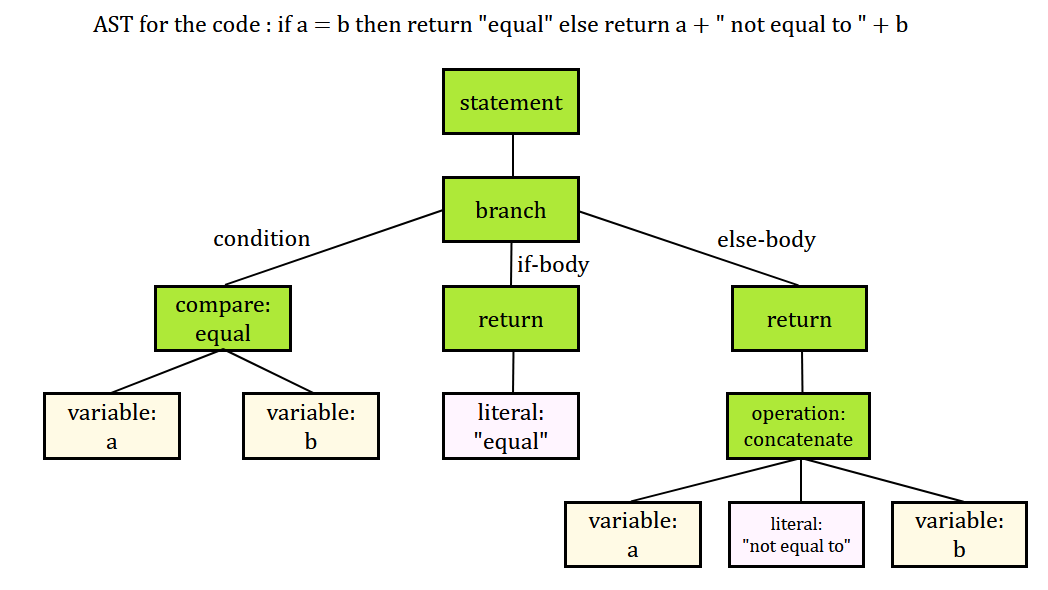 AST for the code : if a = b then return "equal" else return a + " not equal to " + b
statement
branch
condition
else-body
if-body
compare:
equal
return
return
variable:
a
variable:
b
literal:
"equal"
operation:
concatenate
variable:
a
literal:
"not equal to"
variable:
b